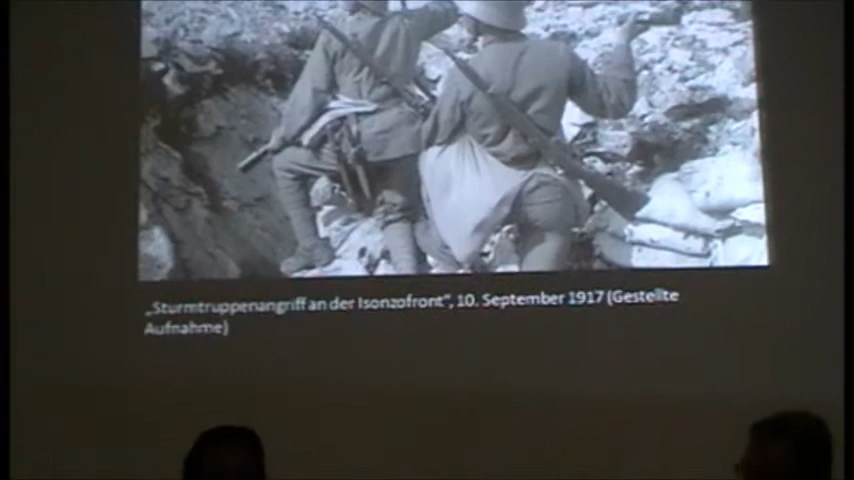 „Sturmtruppenangriff an der Isonzofront“, 10. September 1917 (Gestellte
Aufnahme)